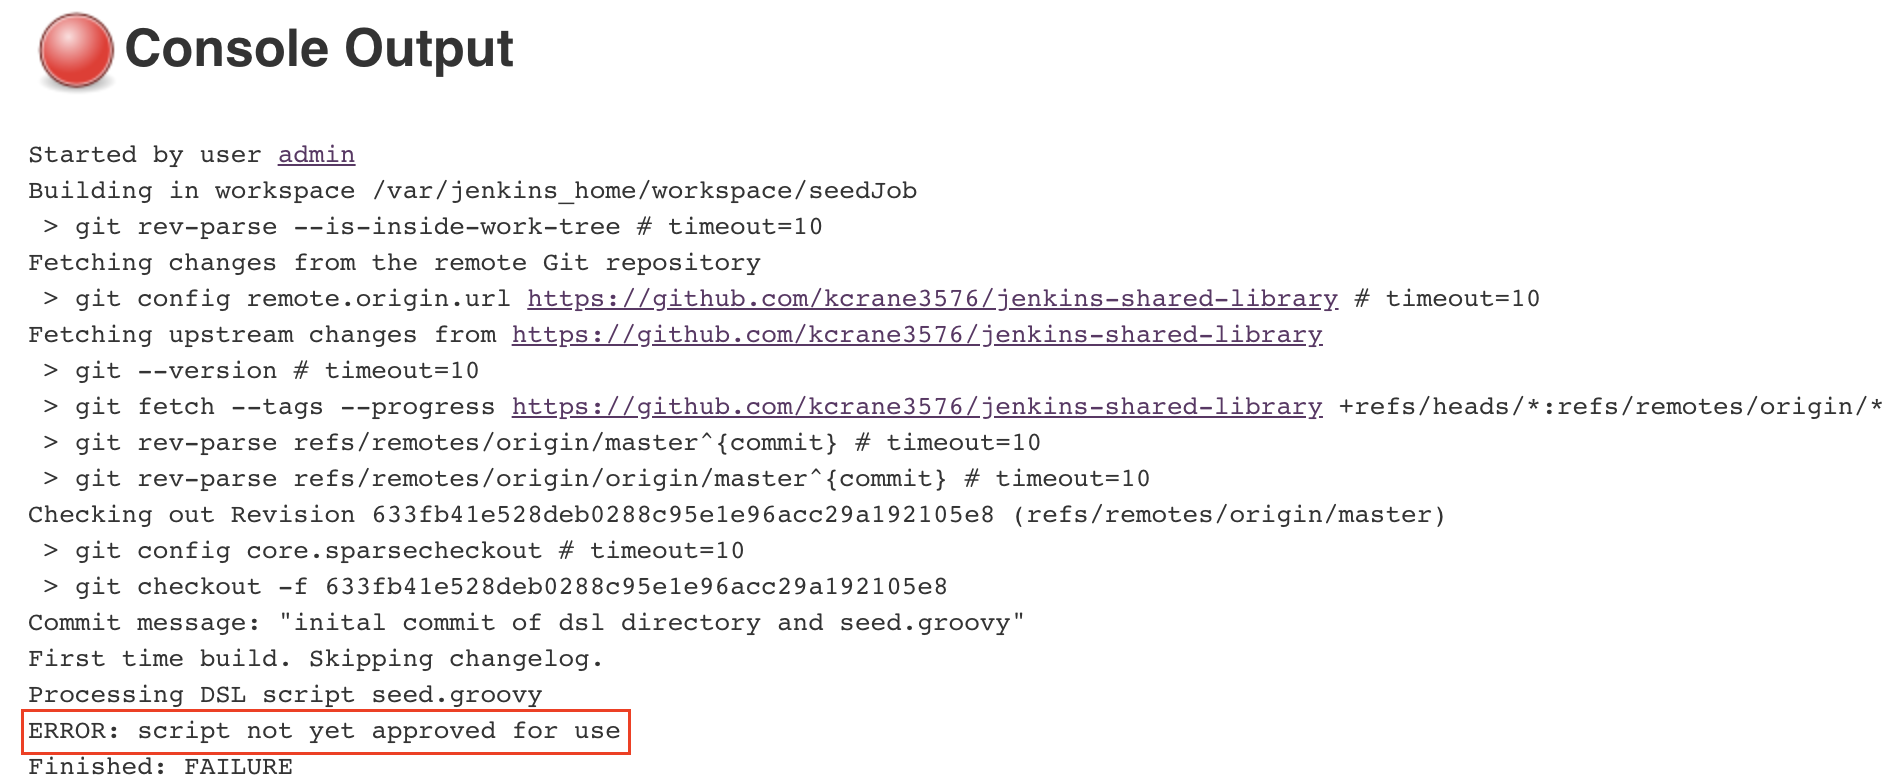 Console Output
Started by user admin
Building in workspace /var/jenkins_home/workspace/seedJob
 > git rev-parse --is-inside-work-tree # timeout=10
Fetching changes from the remote Git repository
 > git config remote.origin.url https://github.com/kcrane3576/jenkins-shared-library # timeout=10
Fetching upstream changes from https://github.com/kcrane3576/jenkins-shared-library
 > git --version # timeout=10
 > git fetch --tags --progress https://github.com/kcrane3576/jenkins-shared-library +refs/heads/*:refs/remotes/origin/*
 > git rev-parse refs/remotes/origin/master^{commit} # timeout=10
 > git rev-parse refs/remotes/origin/origin/master^{commit} # timeout=10
Checking out Revision 633fb41e528deb0288c95e1e96acc29a192105e8 (refs/remotes/origin/master)
 > git config core.sparsecheckout # timeout=10
 > git checkout -f 633fb41e528deb0288c95e1e96acc29a192105e8
Commit message: "inital commit of dsl directory and seed.groovy"
First time build. Skipping changelog.
Processing DSL script seed.groovy
ERROR: script not yet approved for use
Finished: FAILURE